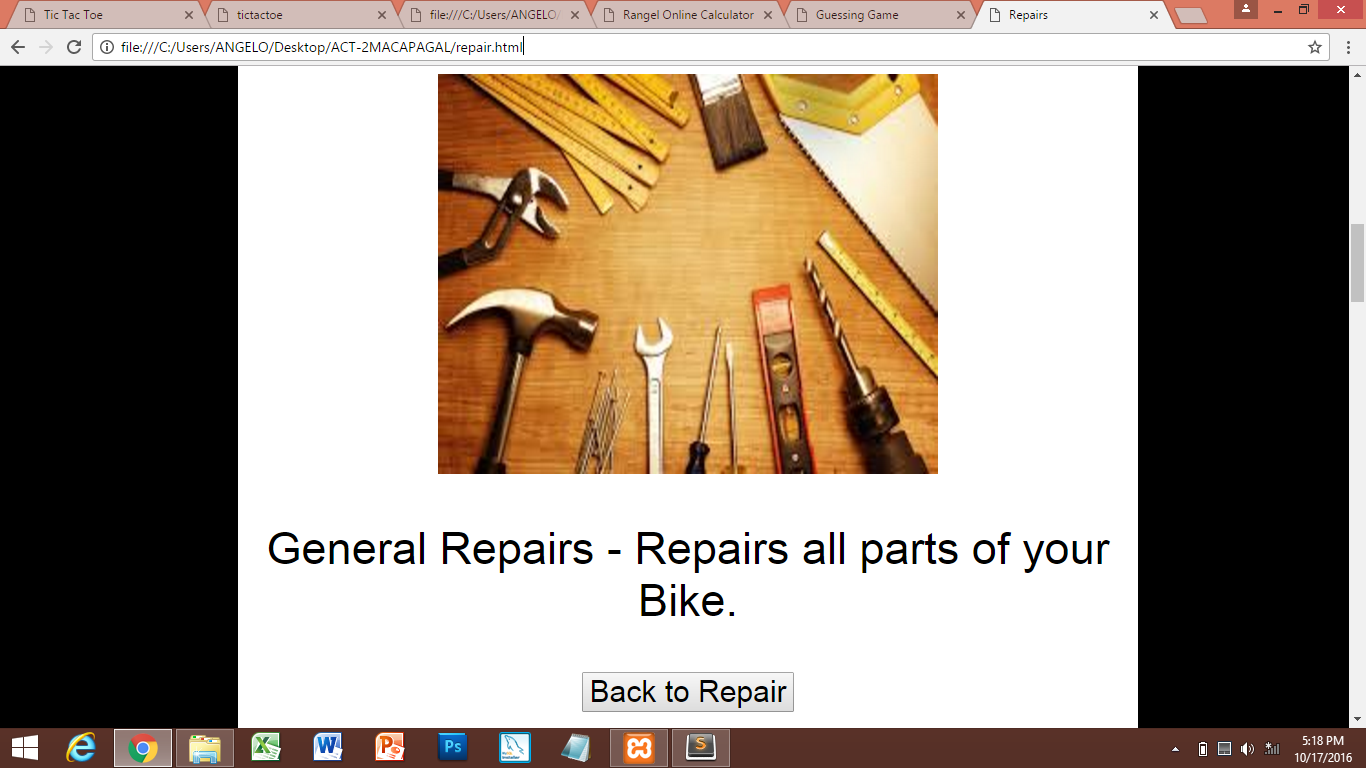 Tic Tac Toe
tictactoe
file:///C:/Users/ANGELO/
Rangel Online Calculator
Guessing Game
Repairs
file:///C:/Users/ANGELO/Desktop/ACT-2MACAPAGAL/repair.html
General Repairs - Repairs all parts of your
Bike.
Back to Repair
5:18 PM
10/17/2016